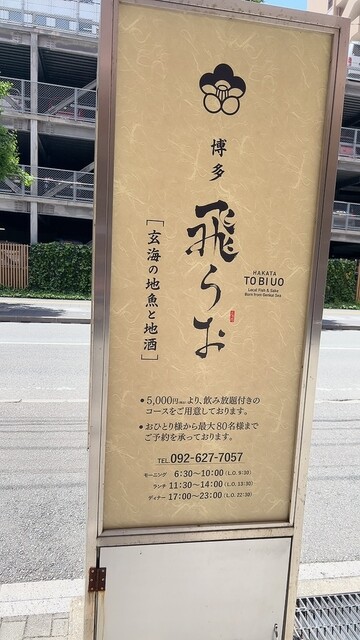 博多
飛うお
[玄海の地魚と地酒]
HAKATA
TOBIUO
Local Fish & Sake
Born from Genkai Sea
●5,000円(税込)より、飲み放題付きの
コースをご用意しております。
●おひとり様から最大80名様まで
ご予約を承っております。
TEL 092-627-7057
モーニング 6:30〜10:00 (L.O. 9:30)
ランチ 11:30〜14:00 (L.O. 13:30)
ディナー 17:00〜23:00 (L.O. 22:30)